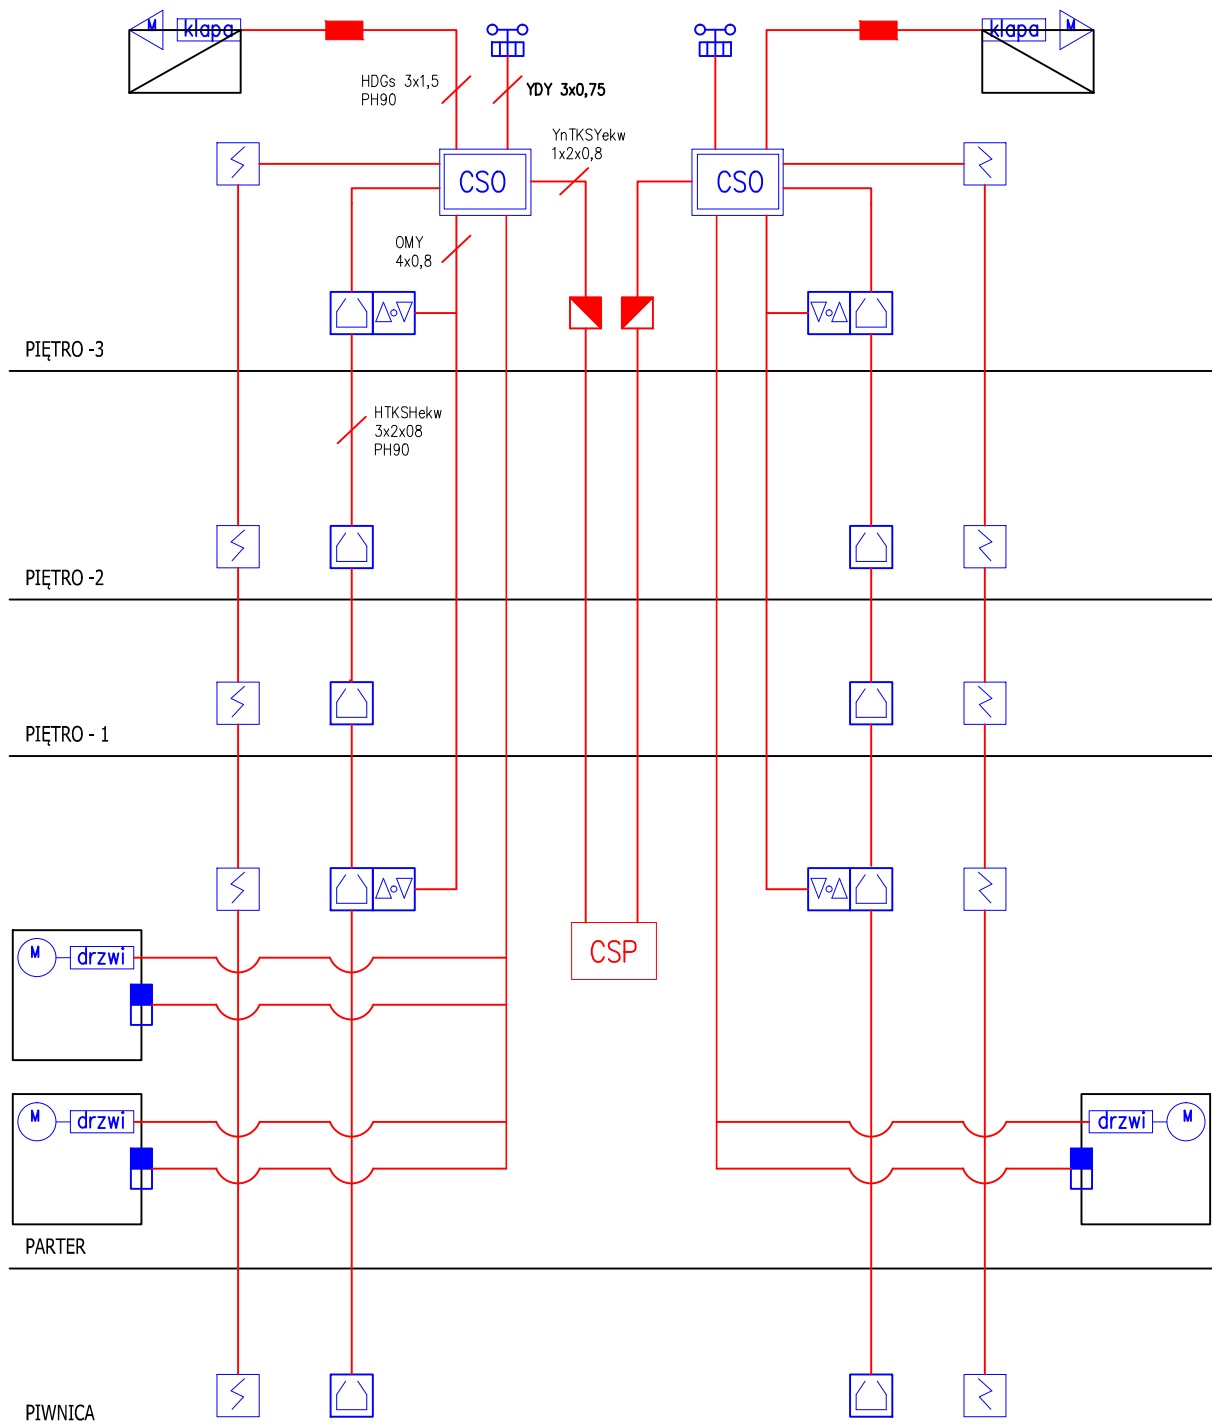 M
klapa
klapa
M
HDGs 3x1,5
PH90
YDY 3x0,75
YnTKSYekw
1x2x0,8
CSO
CSO
OMY
4x0,8
PIĘTRO -3
HTKSHekw
3x2x08
PH90
PIĘTRO -2
PIĘTRO - 1
CSP
M
drzwi
M
drzwi
drzwi
M
PARTER
PIWNICA